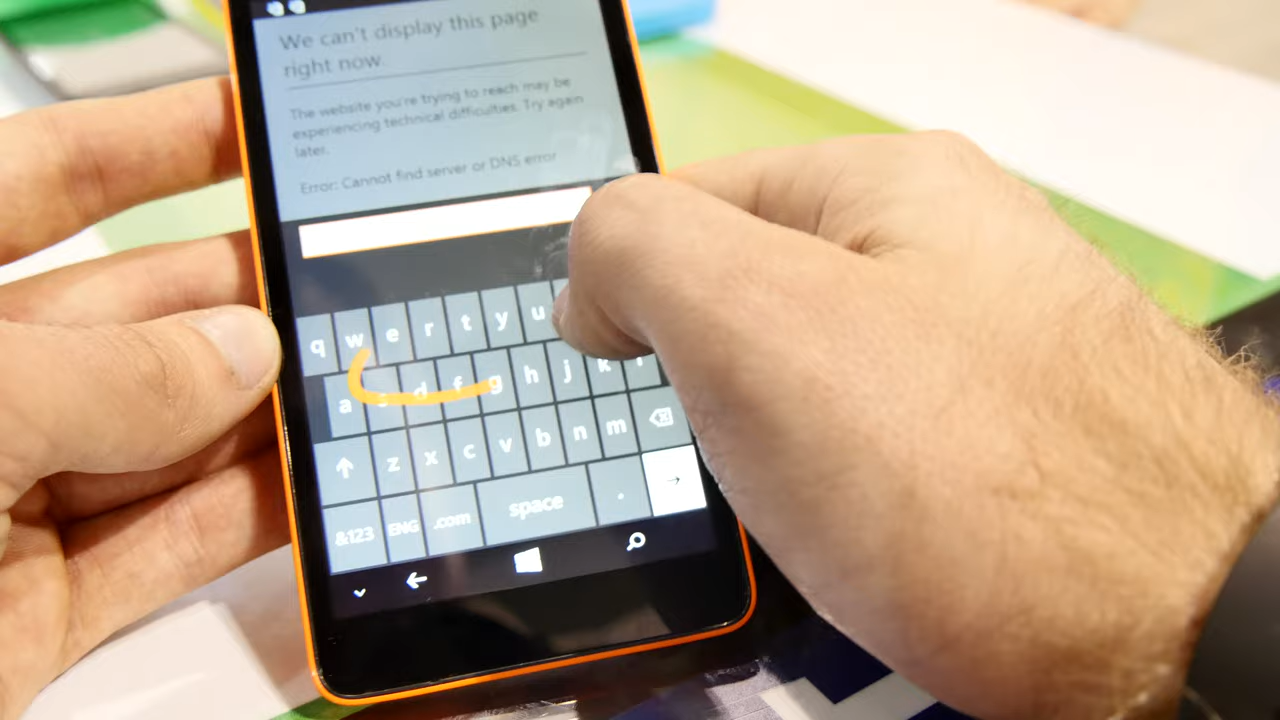 We can't display this page
right now.
The website you're trying to reach may be
experiencing technical difficulties. Try again
later.
Error: Cannot find server or DNS error
q w e r t y u
a s d f g h j k l
z x c v b n m
&123 ENG .com space .